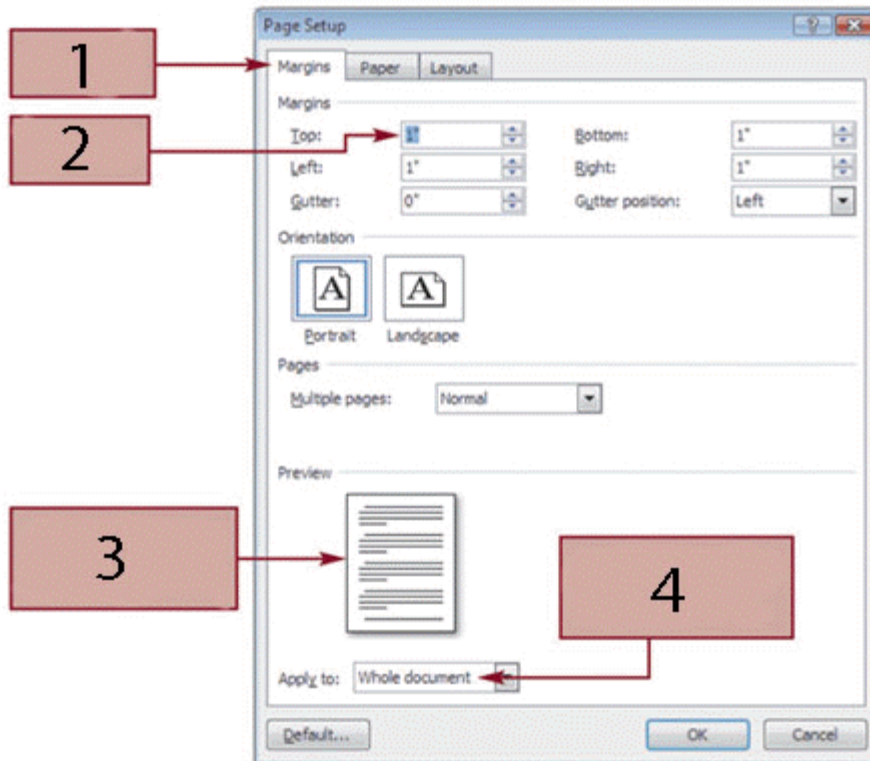 Page Setup
1
Margins Paper Layout
Margins
2
Top: 1" Bottom: 1"
Left: 1" Right: 1"
Gutter: 0" Gutter position: Left
Orientation
A A
Portrait Landscape
Pages
Multiple pages: Normal
Preview
3
4
Apply to: Whole document
Default... OK Cancel